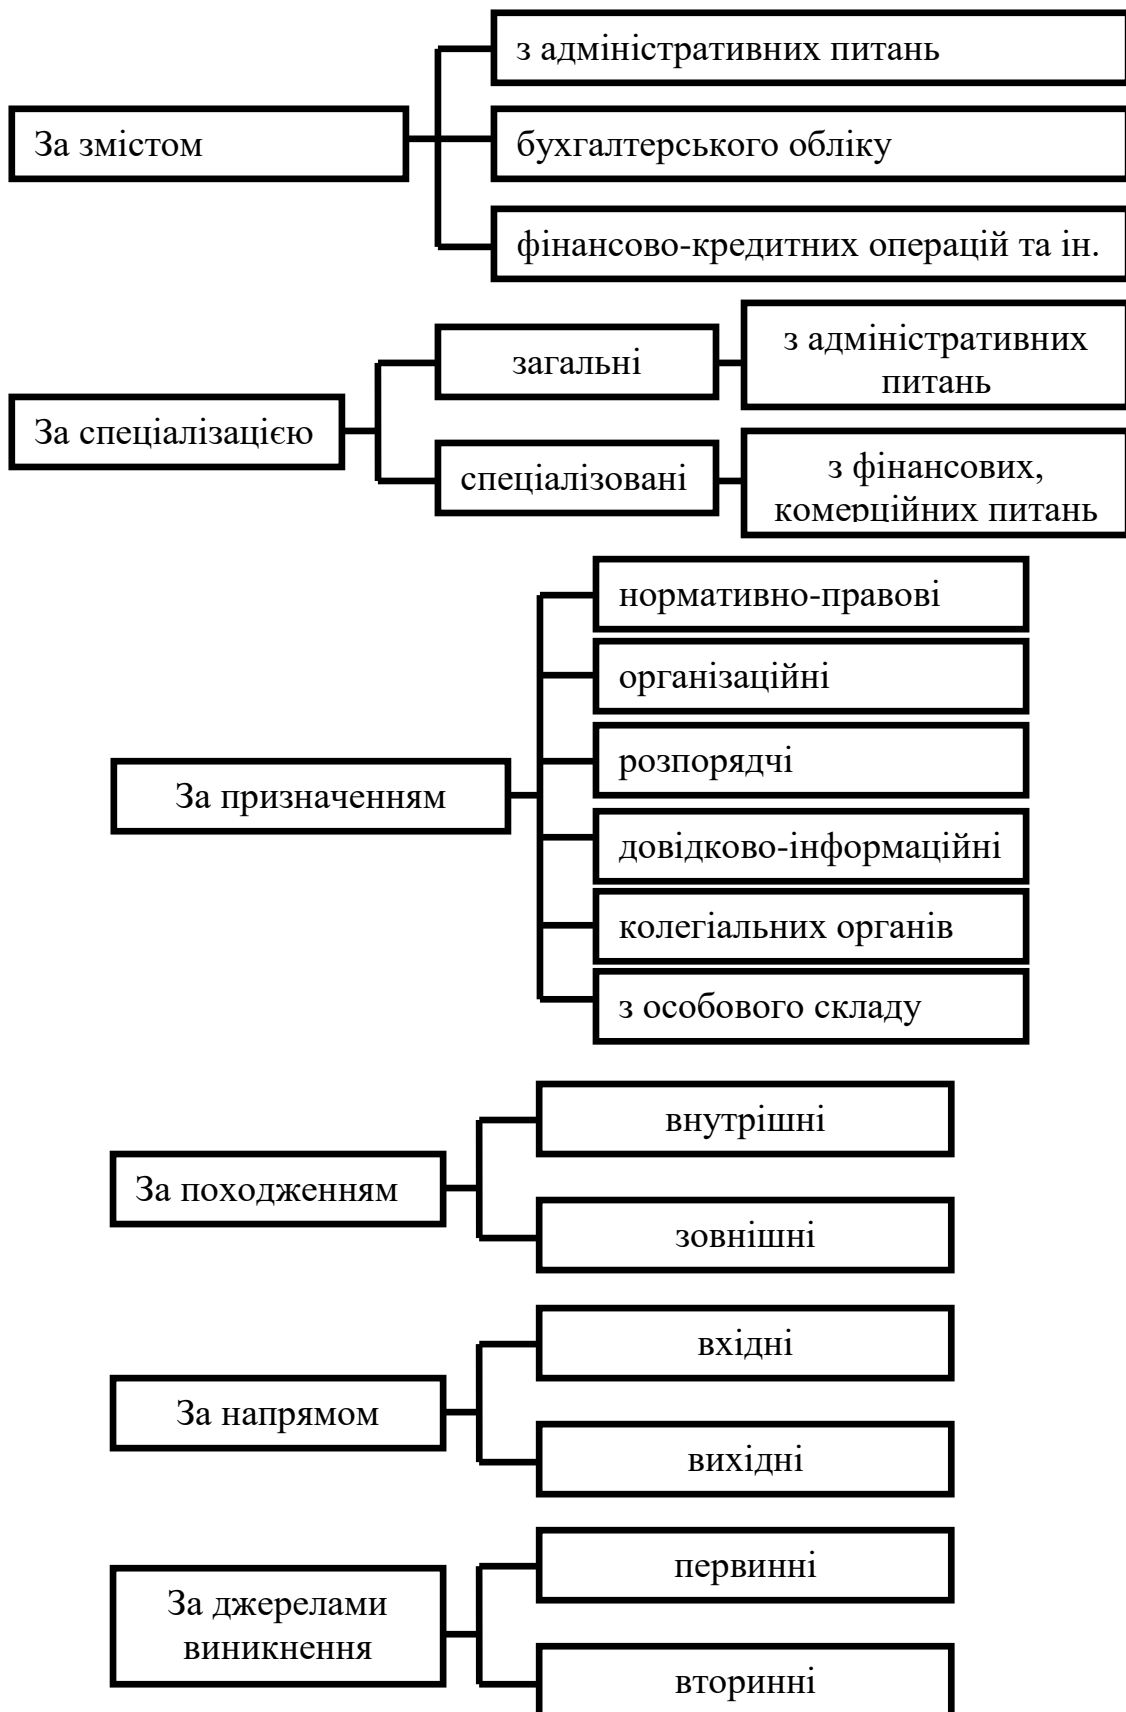 з адміністративних питань
За змістом
бухгалтерського обліку
фінансово-кредитних операцій та ін.
За спеціалізацією
загальні
з адміністративних
питань
спеціалізовані
з фінансових,
комерційних питань
За призначенням
нормативно-правові
організаційні
розпорядчі
довідково-інформаційні
колегіальних органів
з особового складу
За походженням
внутрішні
зовнішні
За напрямом
вхідні
вихідні
За джерелами
виникнення
первинні
вторинні